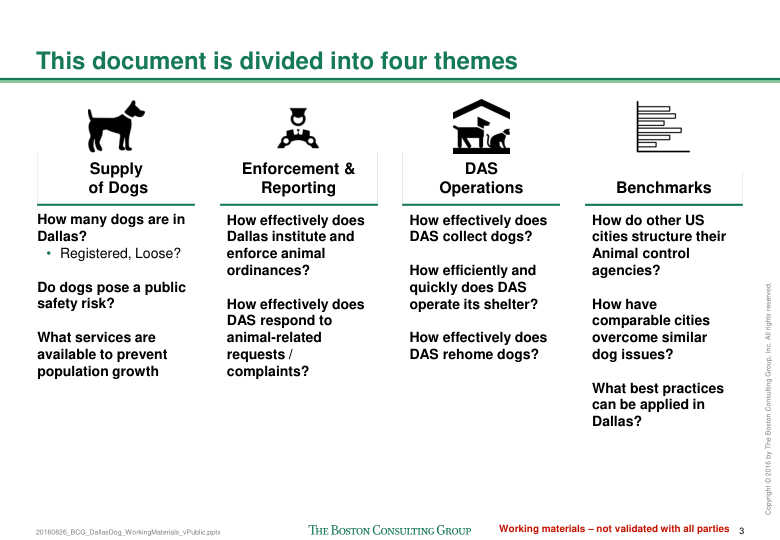 This document is divided into four themes
Supply
of Dogs
How many dogs are in
Dallas?
• Registered, Loose?
Do dogs pose a public
safety risk?
What services are
available to prevent
population growth
Enforcement &
Reporting
How effectively does
Dallas institute and
enforce animal
ordinances?
How effectively does
DAS respond to
animal-related
requests /
complaints?
DAS
Operations
How effectively does
DAS collect dogs?
How efficiently and
quickly does DAS
operate its shelter?
How effectively does
DAS rehome dogs?
Benchmarks
How do other US
cities structure their
Animal control
agencies?
How have
comparable cities
overcome similar
dog issues?
What best practices
can be applied in
Dallas?
Copyright © 2016 by The Boston Consulting Group, Inc. All rights reserved.
20160826_BCG_DallasDog_WorkingMaterials_vPublic.pptx
THE BOSTON CONSULTING GROUP
Working materials – not validated with all parties
3